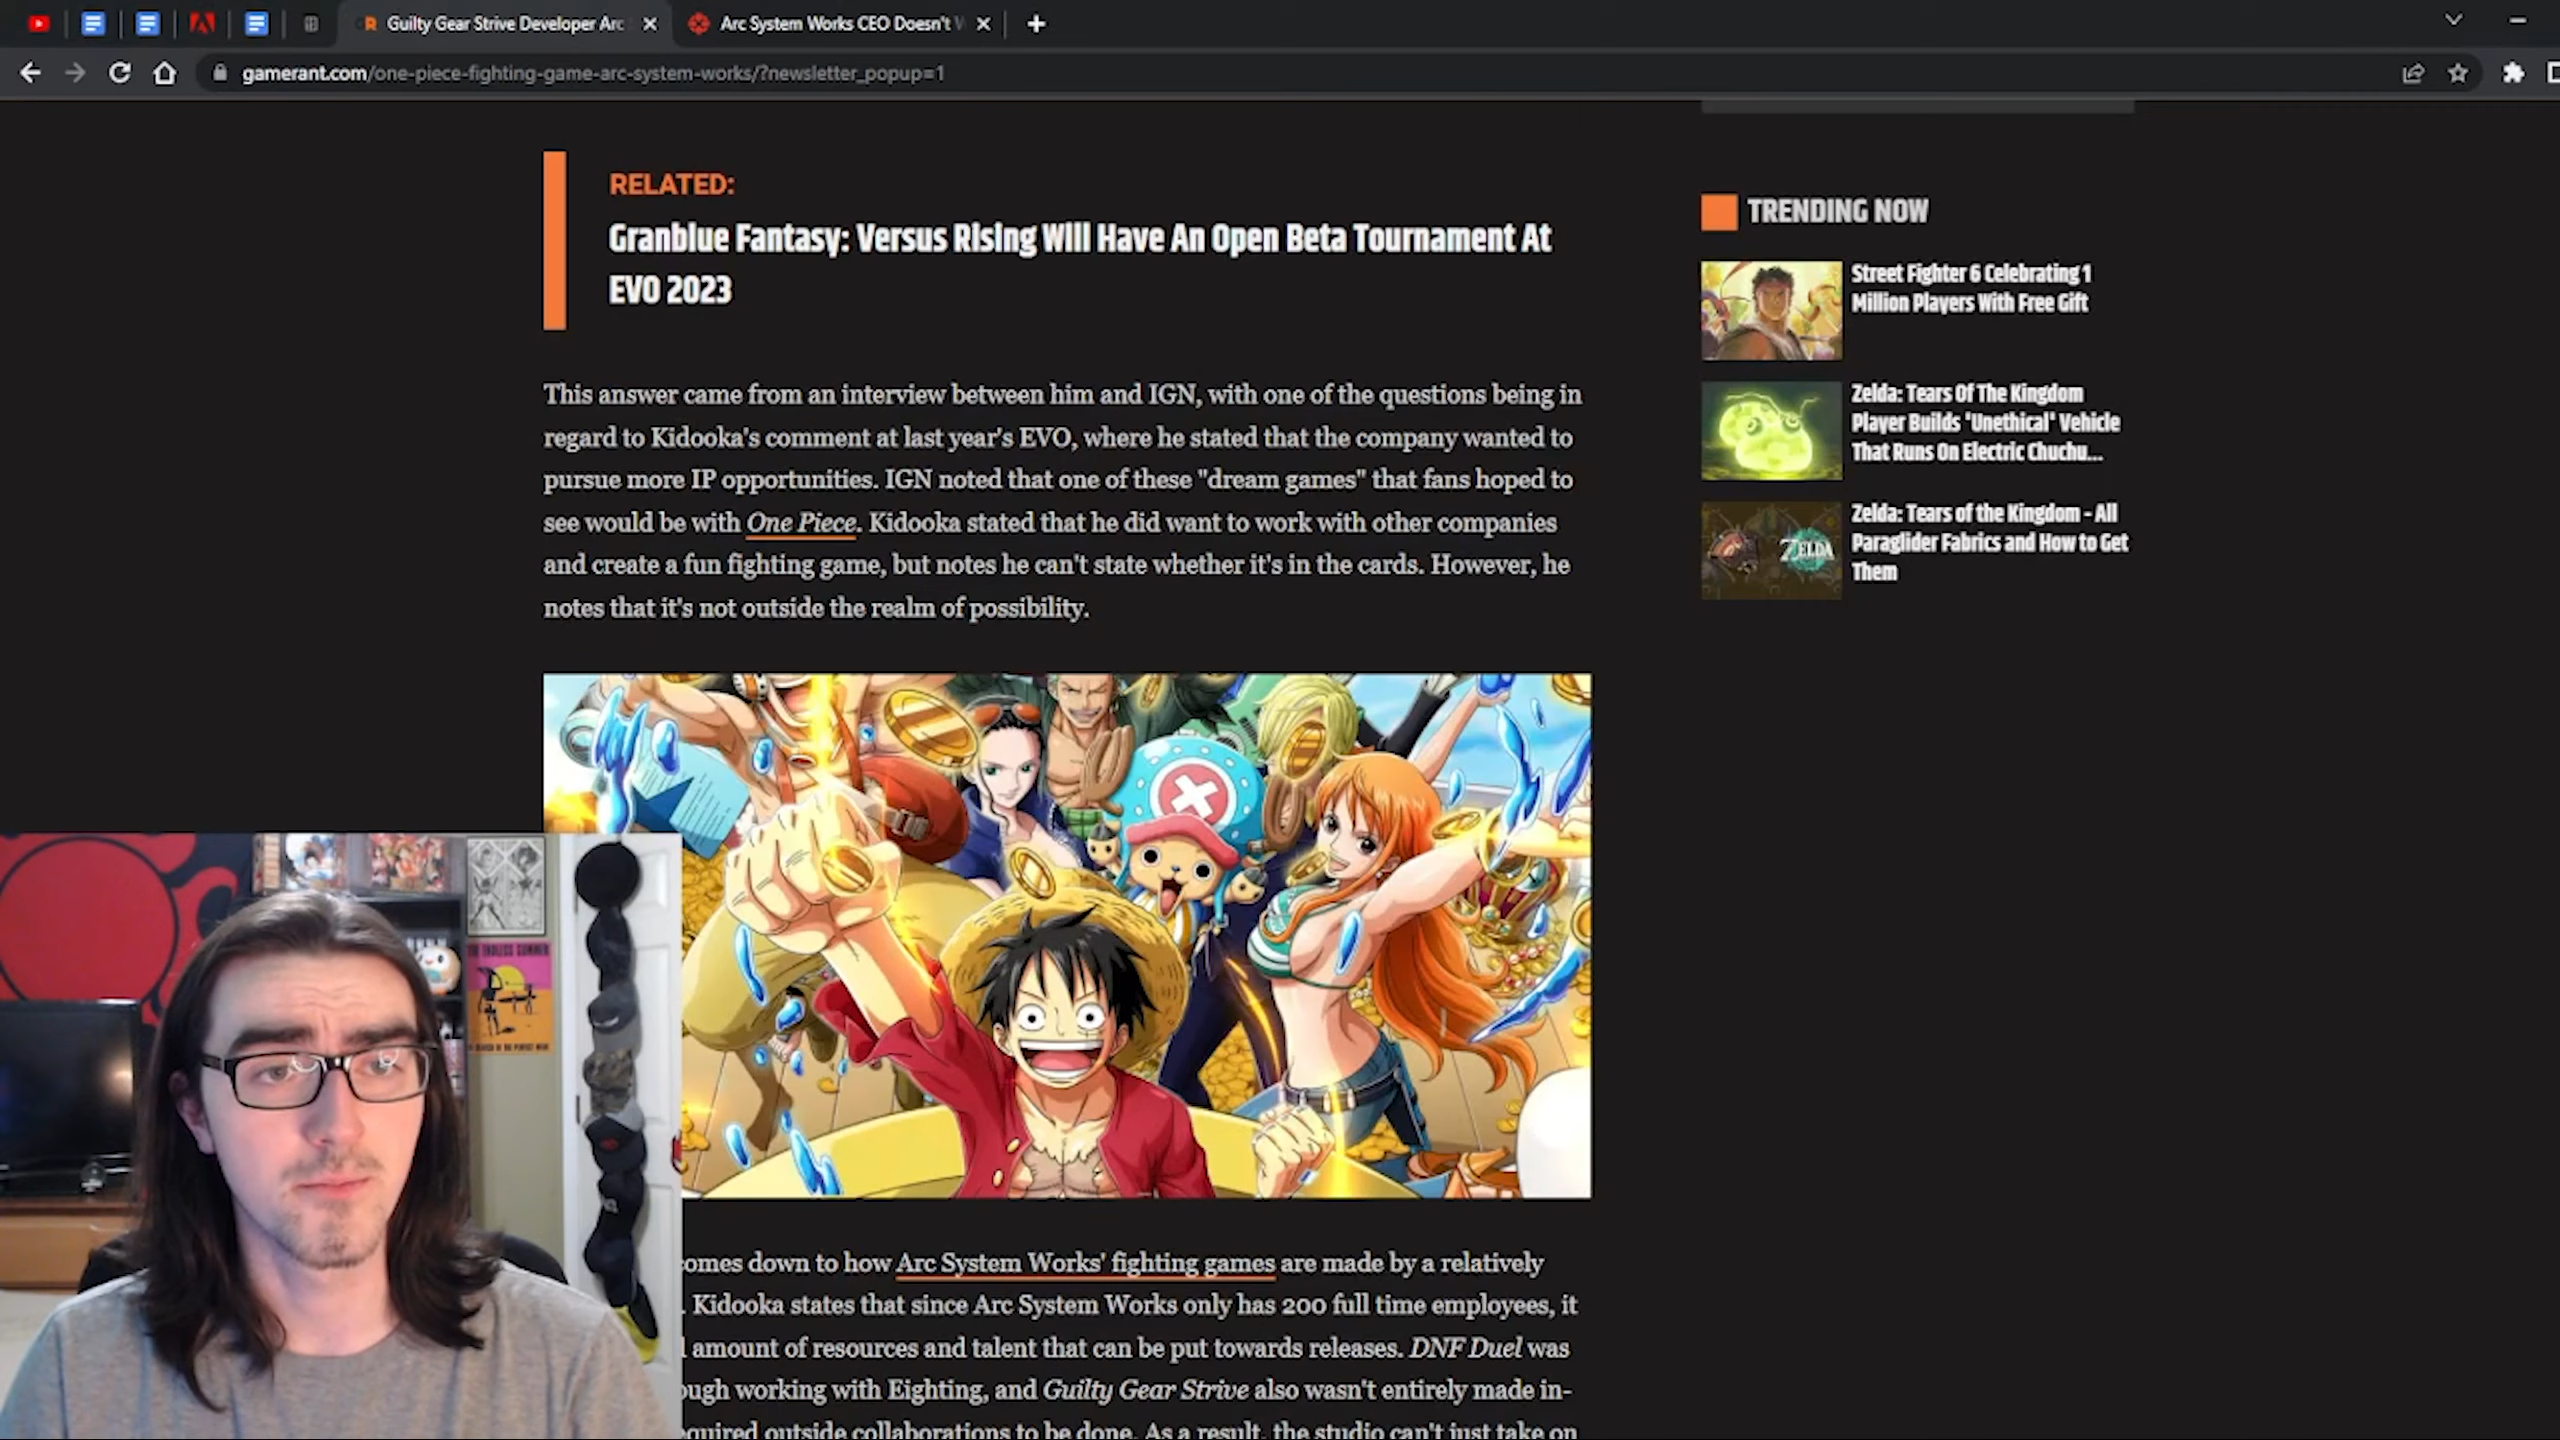 Guilty Gear Strive Developer Arc
Arc System Works CEO Doesn't
gamerant.com/one-piece-fighting-game-arc-system-works/?newsletter_popup=1
RELATED:
Granblue Fantasy: Versus Rising Will Have An Open Beta Tournament At
EVO 2023
This answer came from an interview between him and IGN, with one of the questions being in
regard to Kidooka's comment at last year's EVO, where he stated that the company wanted to
pursue more IP opportunities. IGN noted that one of these "dream games" that fans hoped to
see would be with One Piece. Kidooka stated that he did want to work with other companies
and create a fun fighting game, but notes he can't state whether it's in the cards. However, he
notes that it's not outside the realm of possibility.
TRENDING NOW
Street Fighter 6 Celebrating 1
Million Players With Free Gift
Zelda: Tears Of The Kingdom
Player Builds 'Unethical' Vehicle
That Runs On Electric Chuchu...
ZELDA
Zelda: Tears of the Kingdom - All
Paraglider Fabrics and How to Get
Them
THE ENDLESS SUMMER
comes down to how Arc System Works' fighting games are made by a relatively
. Kidooka states that since Arc System Works only has 200 full time employees, it
amount of resources and talent that can be put towards releases. DNF Duel was
ough working with Eighting, and Guilty Gear Strive also wasn't entirely made in-
equired outside collaborations to be done. As a result, the studio can't just take on